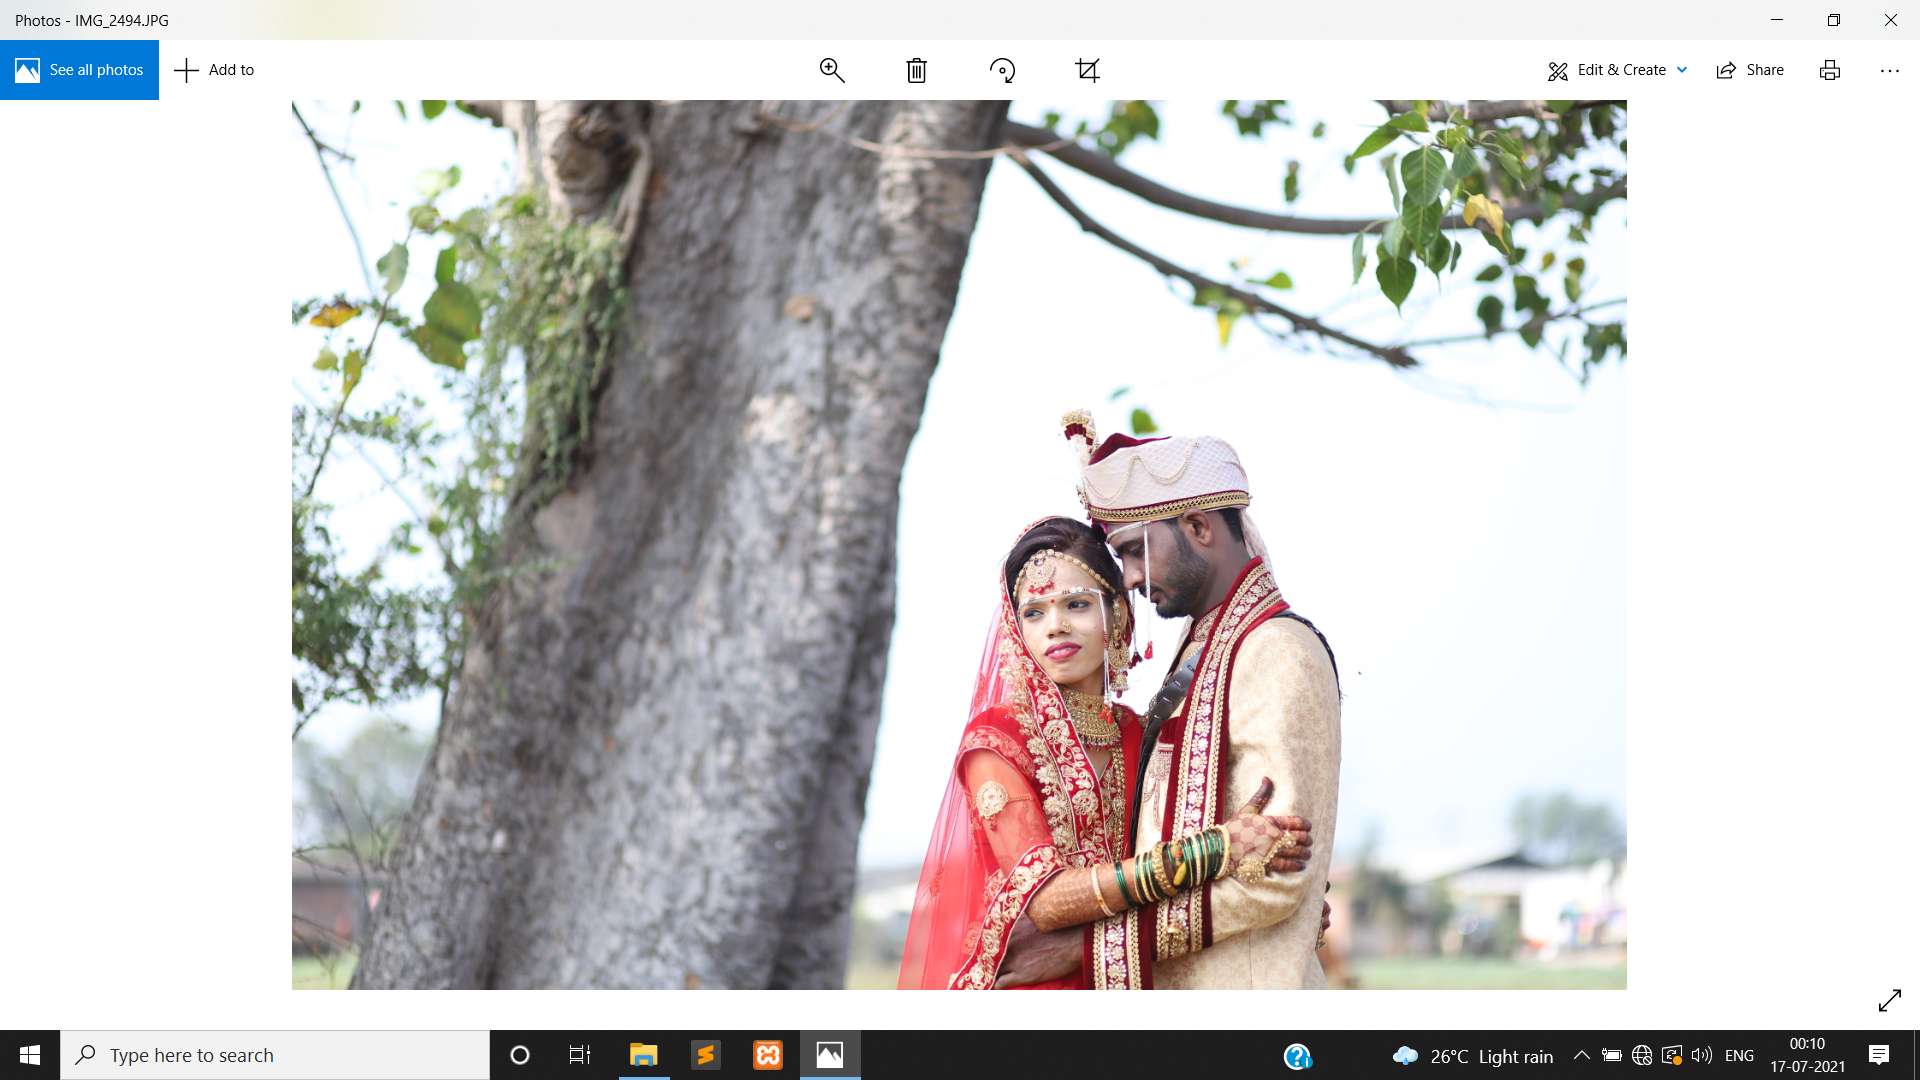 Photos - IMG_2494.JPG
See all photos
Add to
Edit & Create
Share
Type here to search
26°C Light rain
ENG
00:10
17-07-2021